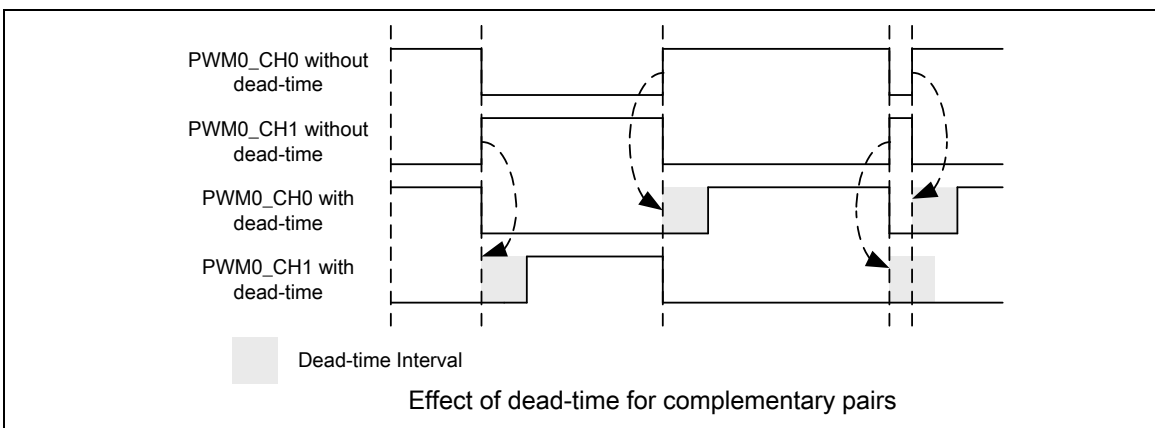 PWM0_CH0 without
dead-time
PWM0_CH1 without
dead-time
PWM0_CH0 with
dead-time
PWM0_CH1 with
dead-time
Dead-time Interval
Effect of dead-time for complementary pairs